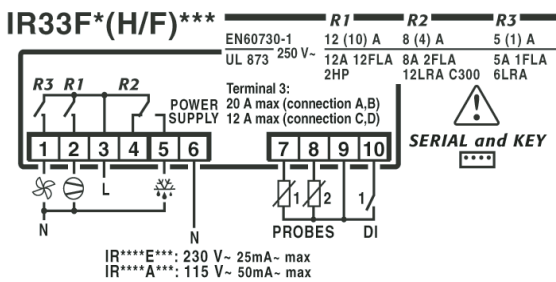 IR33F*(H/F)***
R1 R2 R3
EN60730-1
UL 873
250 V~
12 (10) A 8 (4) A 5 (1) A
12A 12FLA 8A 2FLA 5A 1FLA
2HP 12LRA C300 6LRA
R3 R1 R2
POWER
SUPPLY
Terminal 3:
20 A max (connection A,B)
12 A max (connection C,D)
SERIAL and KEY
1 2 3 4 5 6 7 8 9 10
L
1 2 1
N
N
PROBES DI
IR****E***: 230 V~ 25mA~ max
IR****A***: 115 V~ 50mA~ max